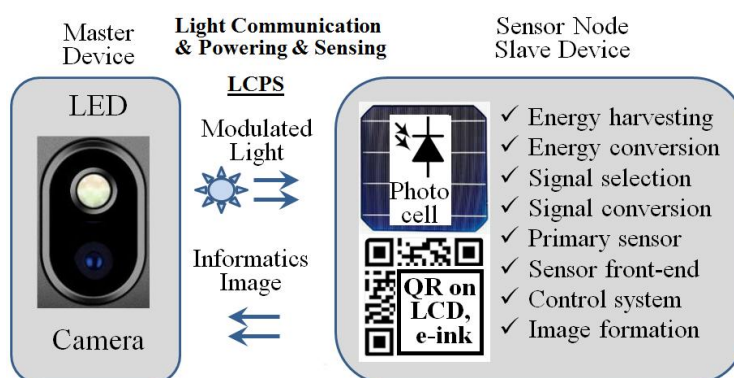 Master
Device
Light Communication
& Powering & Sensing
LCPS
Sensor Node
Slave Device
LED
Camera
Modulated
Light
Informatics
Image
Photo
cell
QR on
LCD,
e-ink
✓ Energy harvesting
✓ Energy conversion
✓ Signal selection
✓ Signal conversion
✓ Primary sensor
✓ Sensor front-end
✓ Control system
✓ Image formation